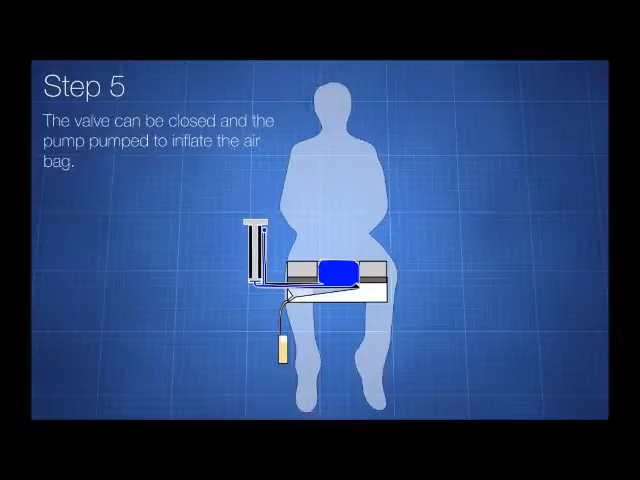 Step 5
The valve can be closed and the
pump pumped to inflate the air
bag.